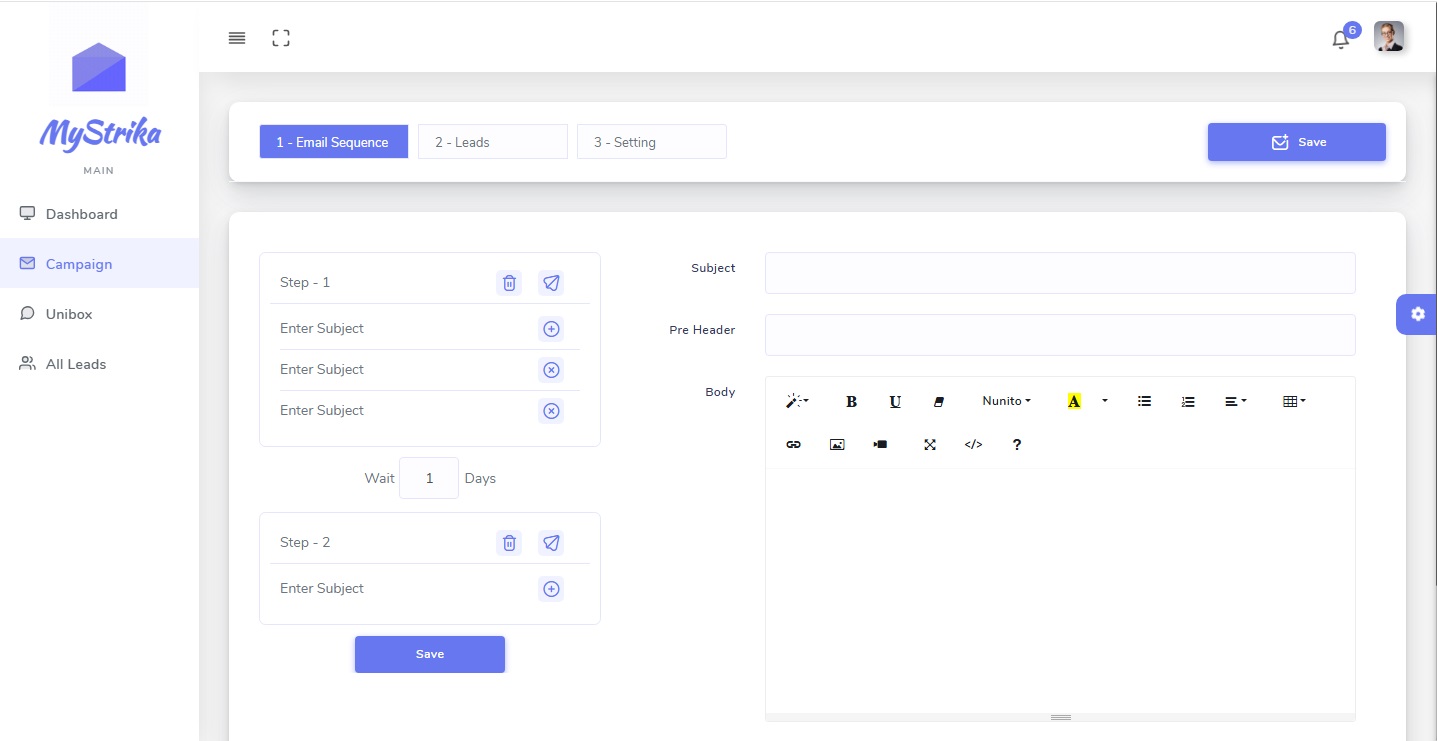 6
MyStrika
MAIN
Dashboard
Campaign
Unibox
All Leads
1 - Email Sequence
2 - Leads
3 - Setting
Save
Step - 1
Enter Subject
Enter Subject
Enter Subject
Wait 1 Days
Step - 2
Enter Subject
Save
Subject
Pre Header
Body
B U Nunito A
</> ?